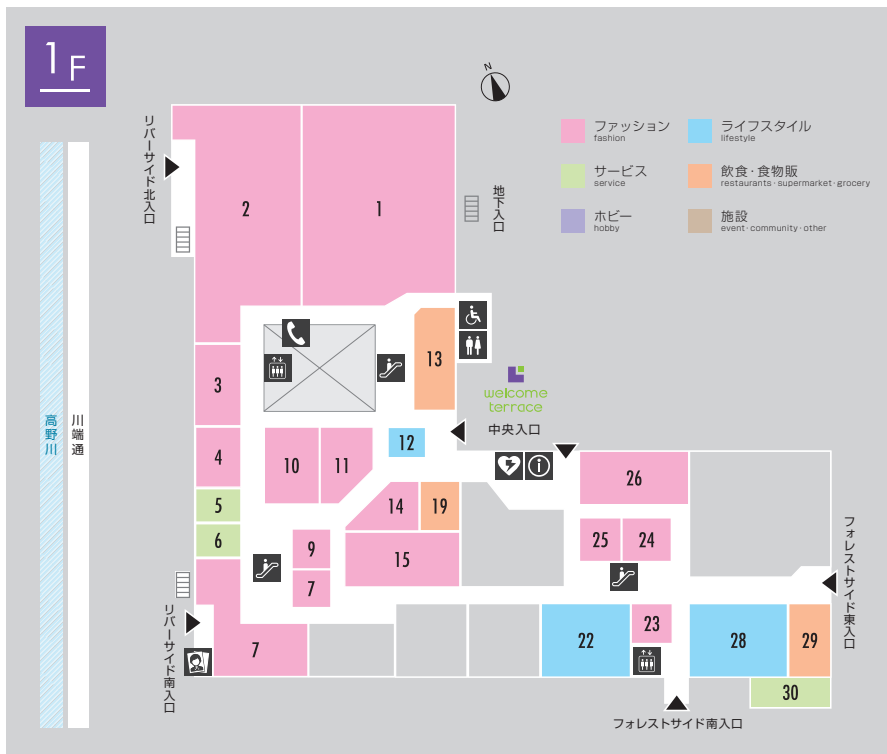 1F
N
ファッション
fashion
ライフスタイル
lifestyle
サービス
service
飲食・食物販
restaurants・supermarket・grocery
ホビー
hobby
施設
event・community・other
リバーサイド北入口
地下入口
2
1
13
3
welcome
terrace
中央入口
高野川
川端通
12
4
10
11
26
5
14
19
6
9
15
25
24
7
フォレストサイド東入口
リバーサイド南入口
7
22
23
28
29
30
フォレストサイド南入口